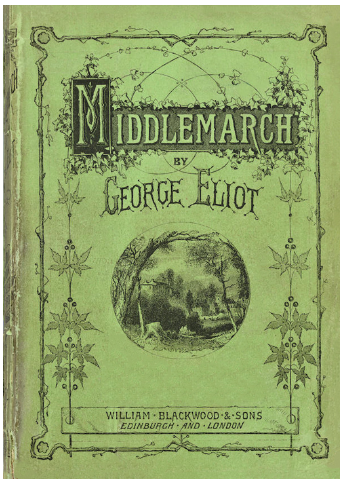 MIDDLEMARCH
BY
GEORGE ELIOT
WILLIAM · BLACKWOOD · & · SONS
EDINBURGH · AND · LONDON